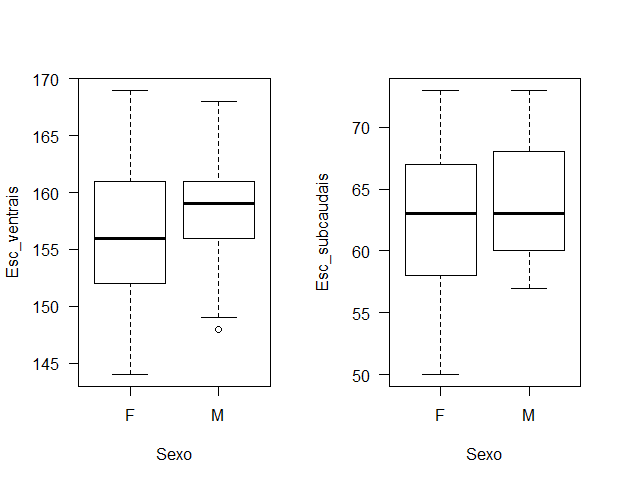 Esc_ventrais
170
165
160
155
150
145
F M
Sexo
Esc_subcaudais
70
65
60
55
50
F M
Sexo